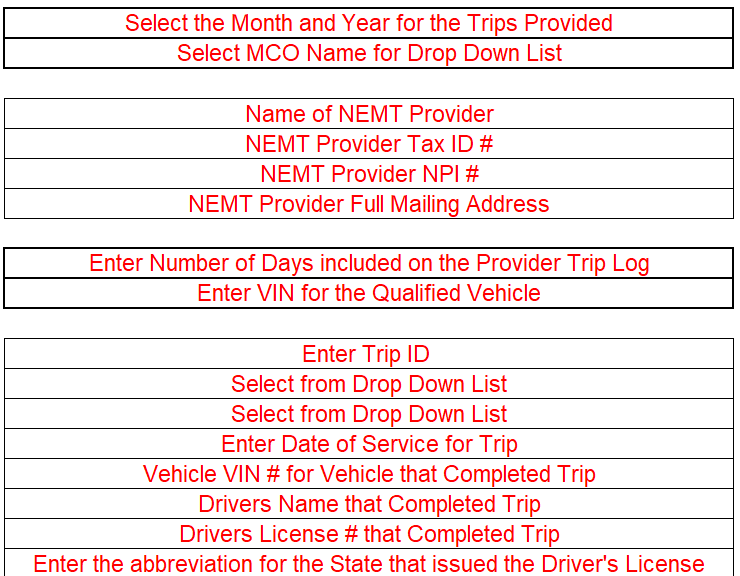 Select the Month and Year for the Trips Provided
Select MCO Name for Drop Down List
Name of NEMT Provider
NEMT Provider Tax ID #
NEMT Provider NPI #
NEMT Provider Full Mailing Address
Enter Number of Days included on the Provider Trip Log
Enter VIN for the Qualified Vehicle
Enter Trip ID
Select from Drop Down List
Select from Drop Down List
Enter Date of Service for Trip
Vehicle VIN # for Vehicle that Completed Trip
Drivers Name that Completed Trip
Drivers License # that Completed Trip
Enter the abbreviation for the State that issued the Driver's License